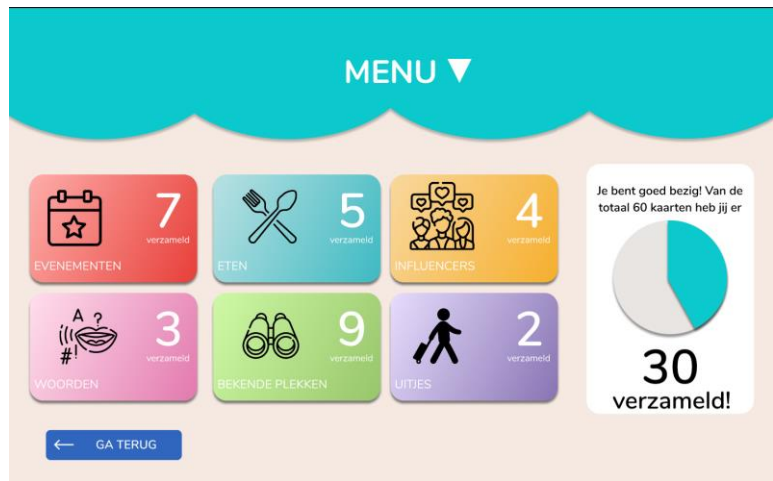 MENU ▼
7
verzameld
EVENEMENTEN
5
verzameld
ETEN
4
verzameld
INFLUENCERS
A ?
#!
3
verzameld
WOORDEN
9
verzameld
BEKENDE PLEKKEN
2
verzameld
UITJES
Je bent goed bezig! Van de
totaal 60 kaarten heb jij er
30
verzameld!
← GA TERUG